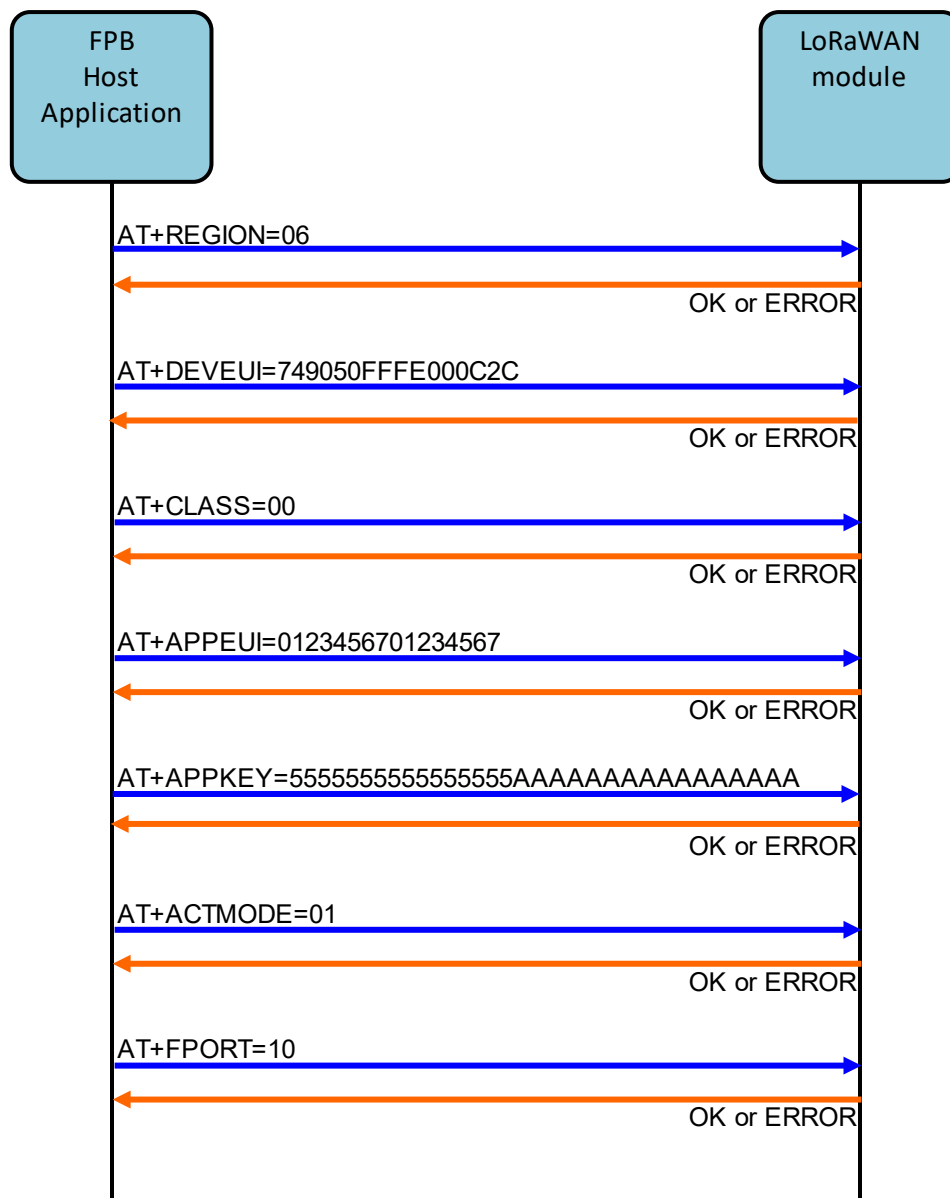 FPB
Host
Application
LoRaWAN
module
AT+REGION=06
OK or ERROR
AT+DEVEUI=749050FFFE000C2C
OK or ERROR
AT+CLASS=00
OK or ERROR
AT+APPEUI=0123456701234567
OK or ERROR
AT+APPKEY=5555555555555555AAAAAAAAAAAAAAAA
OK or ERROR
AT+ACTMODE=01
OK or ERROR
AT+FPORT=10
OK or ERROR